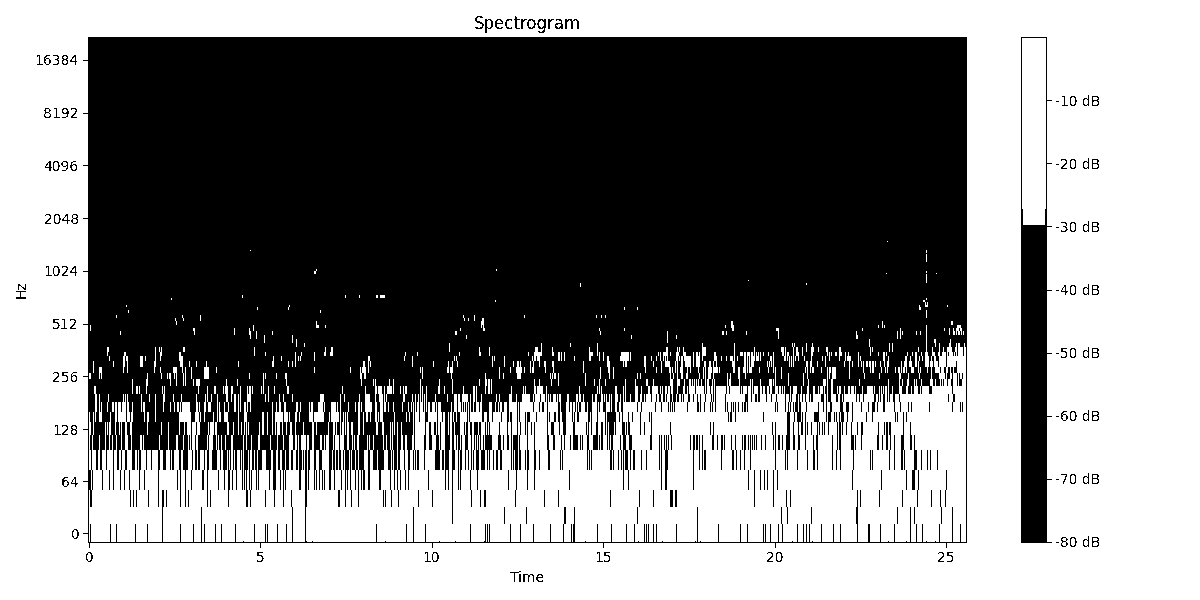 Spectrogram
16384
8192
4096
2048
1024
512
256
128
64
0
Hz
0 5 10 15 20 25
Time
-10 dB
-20 dB
-30 dB
-40 dB
-50 dB
-60 dB
-70 dB
-80 dB